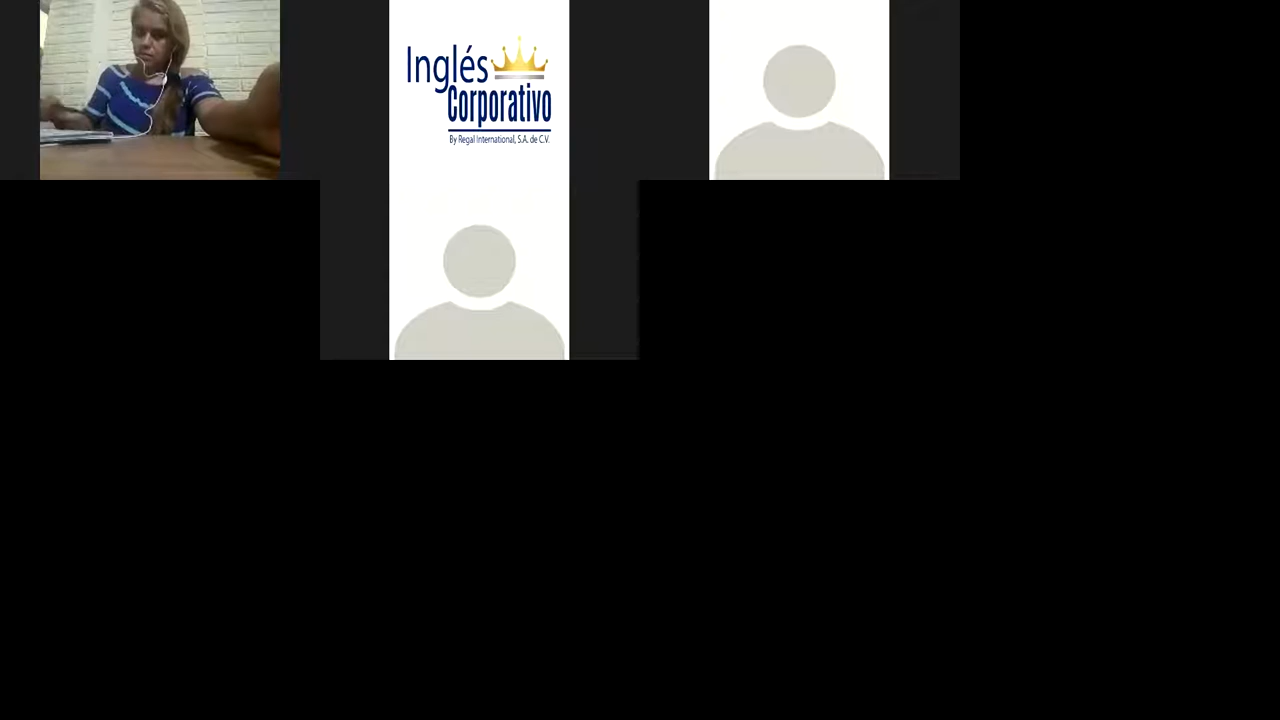 Inglés
Corporativo
By Regal International, S.A. de C.V.